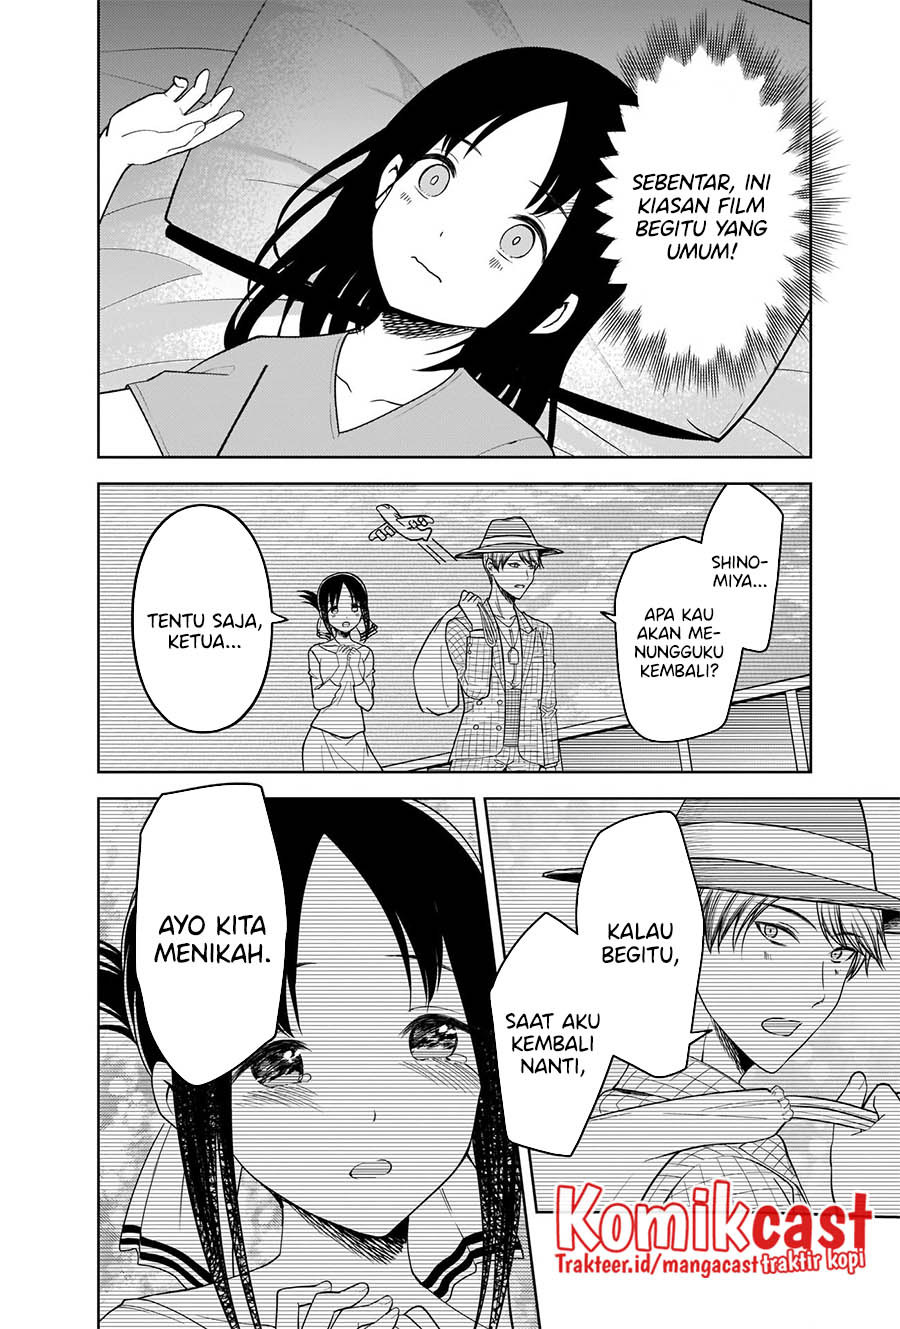 SEBENTAR, INI
KIASAN FILM
BEGITU YANG
UMUM!
SHINO-
MIYA...
APA KAU
AKAN ME-
NUNGGUKU
KEMBALI?
TENTU SAJA,
KETUA...
KALAU
BEGITU,
SAAT AKU
KEMBALI
NANTI,
AYO KITA
MENIKAH.
Komikcast
Trakteer.id/mangacast traktir kopi